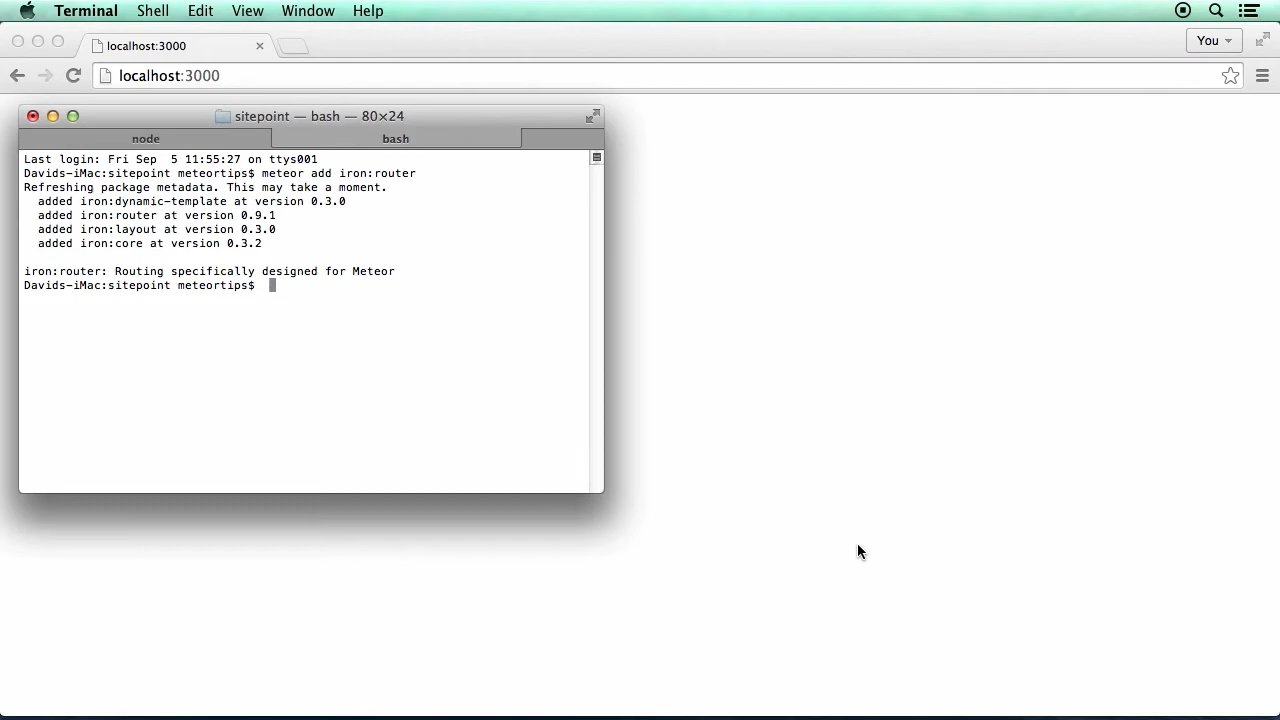 Terminal Shell Edit View Window Help
localhost:3000
You
localhost:3000
sitepoint — bash — 80×24
node bash
Last login: Fri Sep  5 11:55:27 on ttys001
Davids-iMac:sitepoint meteortips$ meteor add iron:router
Refreshing package metadata. This may take a moment.
  added iron:dynamic-template at version 0.3.0
  added iron:router at version 0.9.1
  added iron:layout at version 0.3.0
  added iron:core at version 0.3.2
iron:router: Routing specifically designed for Meteor
Davids-iMac:sitepoint meteortips$